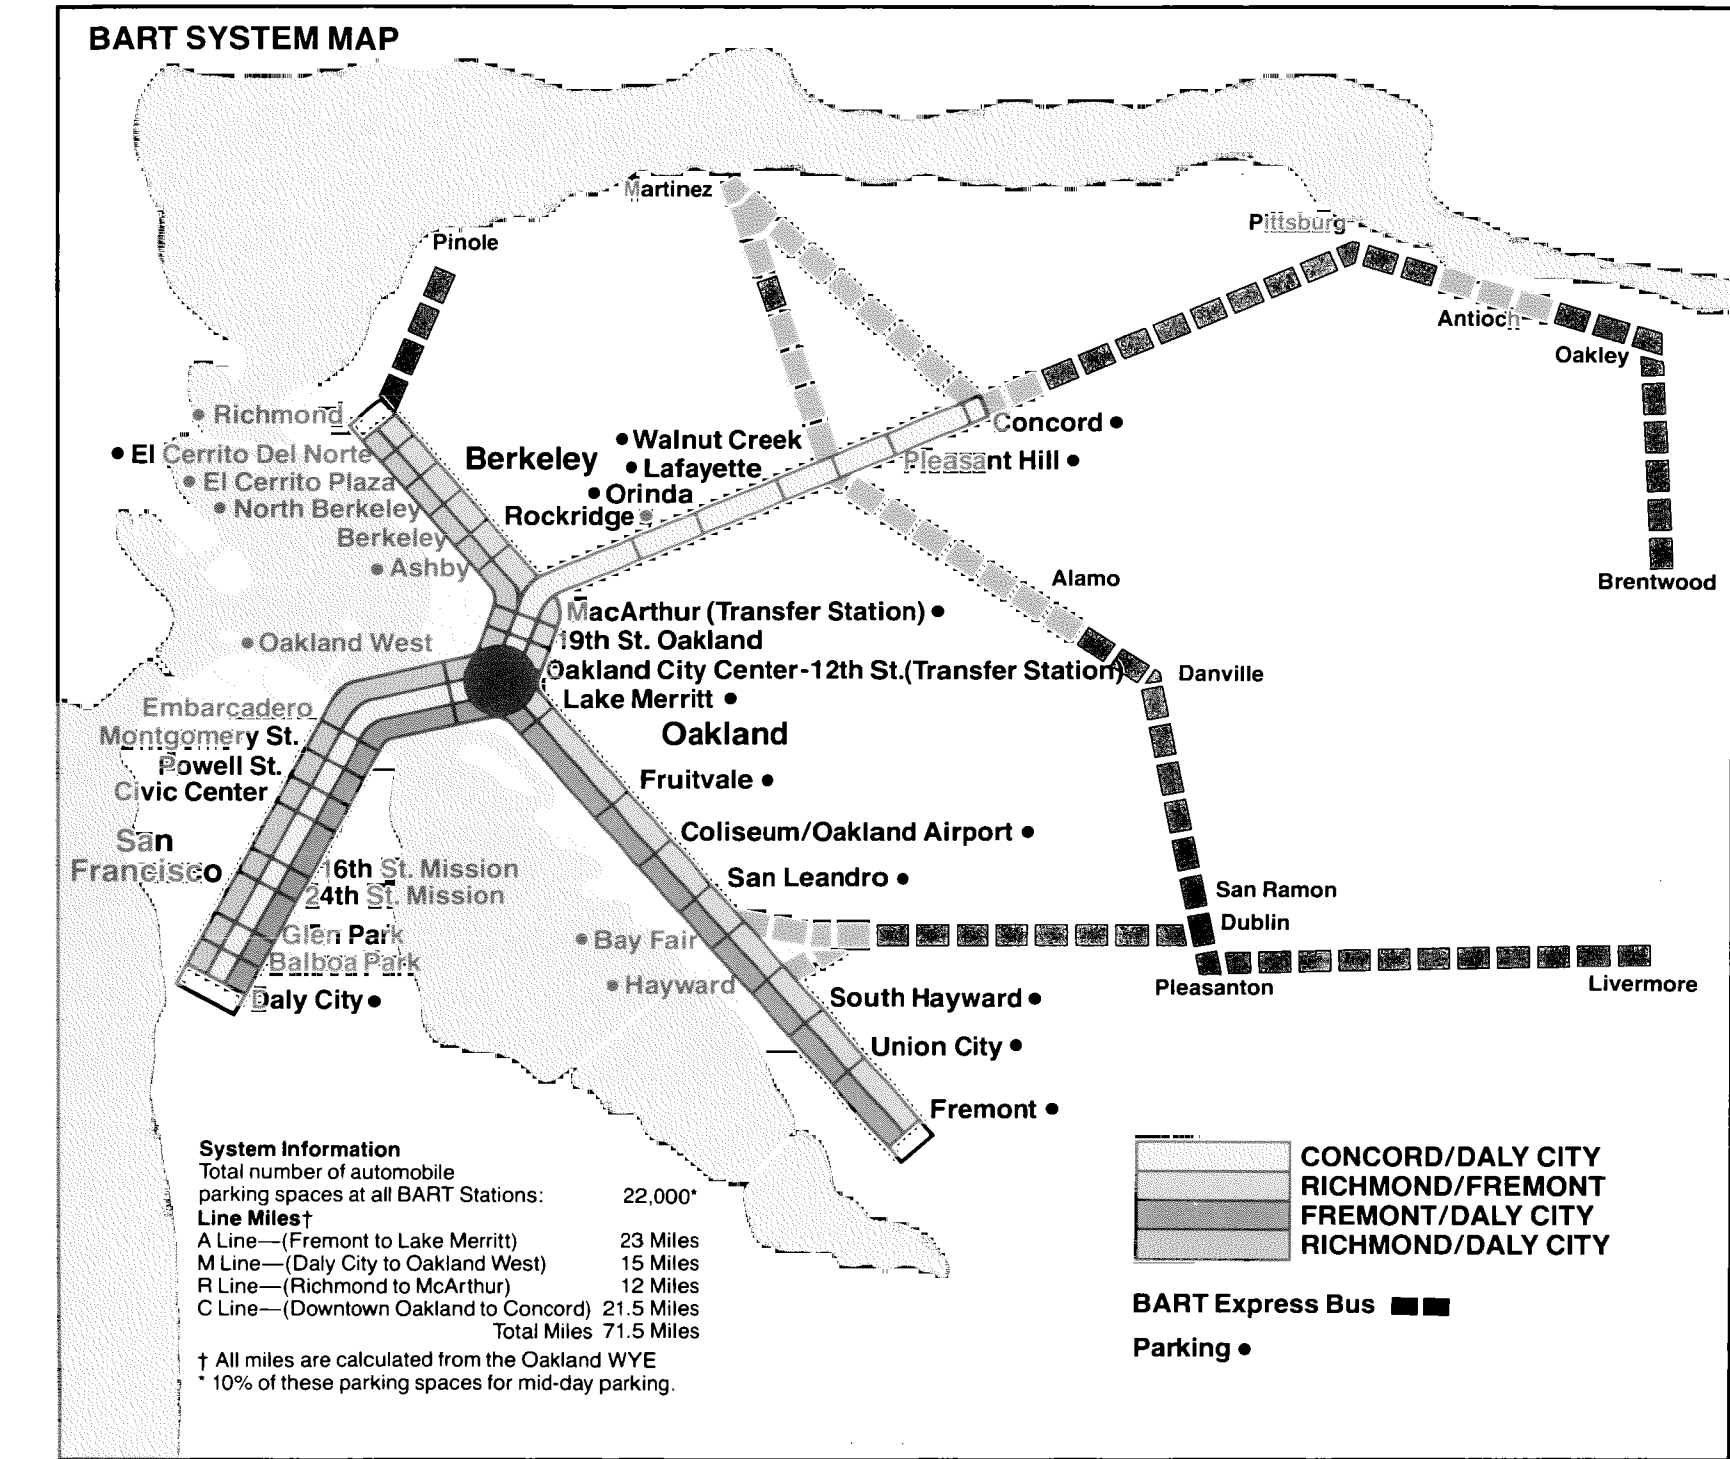 BART SYSTEM MAP
Martinez
Pittsburg
Pinole
Antioch
Oakley
Richmond
Concord
Walnut Creek
El Cerrito Del Norte
Berkeley
Lafayette
Pleasant Hill
El Cerrito Plaza
Orinda
North Berkeley
Rockridge
Berkeley
Ashby
Alamo
Brentwood
MacArthur (Transfer Station)
Oakland West
19th St. Oakland
Oakland City Center-12th St.(Transfer Station)
Danville
Lake Merritt
Embarcadero
Montgomery St.
Oakland
Powell St.
Fruitvale
Civic Center
Coliseum/Oakland Airport
San
Francisco
16th St. Mission
San Leandro
24th St. Mission
San Ramon
Dublin
Glen Park
Bay Fair
Balboa Park
Hayward
Pleasanton
Livermore
Daly City
South Hayward
Union City
Fremont
System Information
Total number of automobile
parking spaces at all BART Stations: 22,000*
Line Miles†
A Line—(Fremont to Lake Merritt) 23 Miles
M Line—(Daly City to Oakland West) 15 Miles
R Line—(Richmond to McArthur) 12 Miles
C Line—(Downtown Oakland to Concord) 21.5 Miles
Total Miles 71.5 Miles
† All miles are calculated from the Oakland WYE
* 10% of these parking spaces for mid-day parking.
CONCORD/DALY CITY
RICHMOND/FREMONT
FREMONT/DALY CITY
RICHMOND/DALY CITY
BART Express Bus
Parking